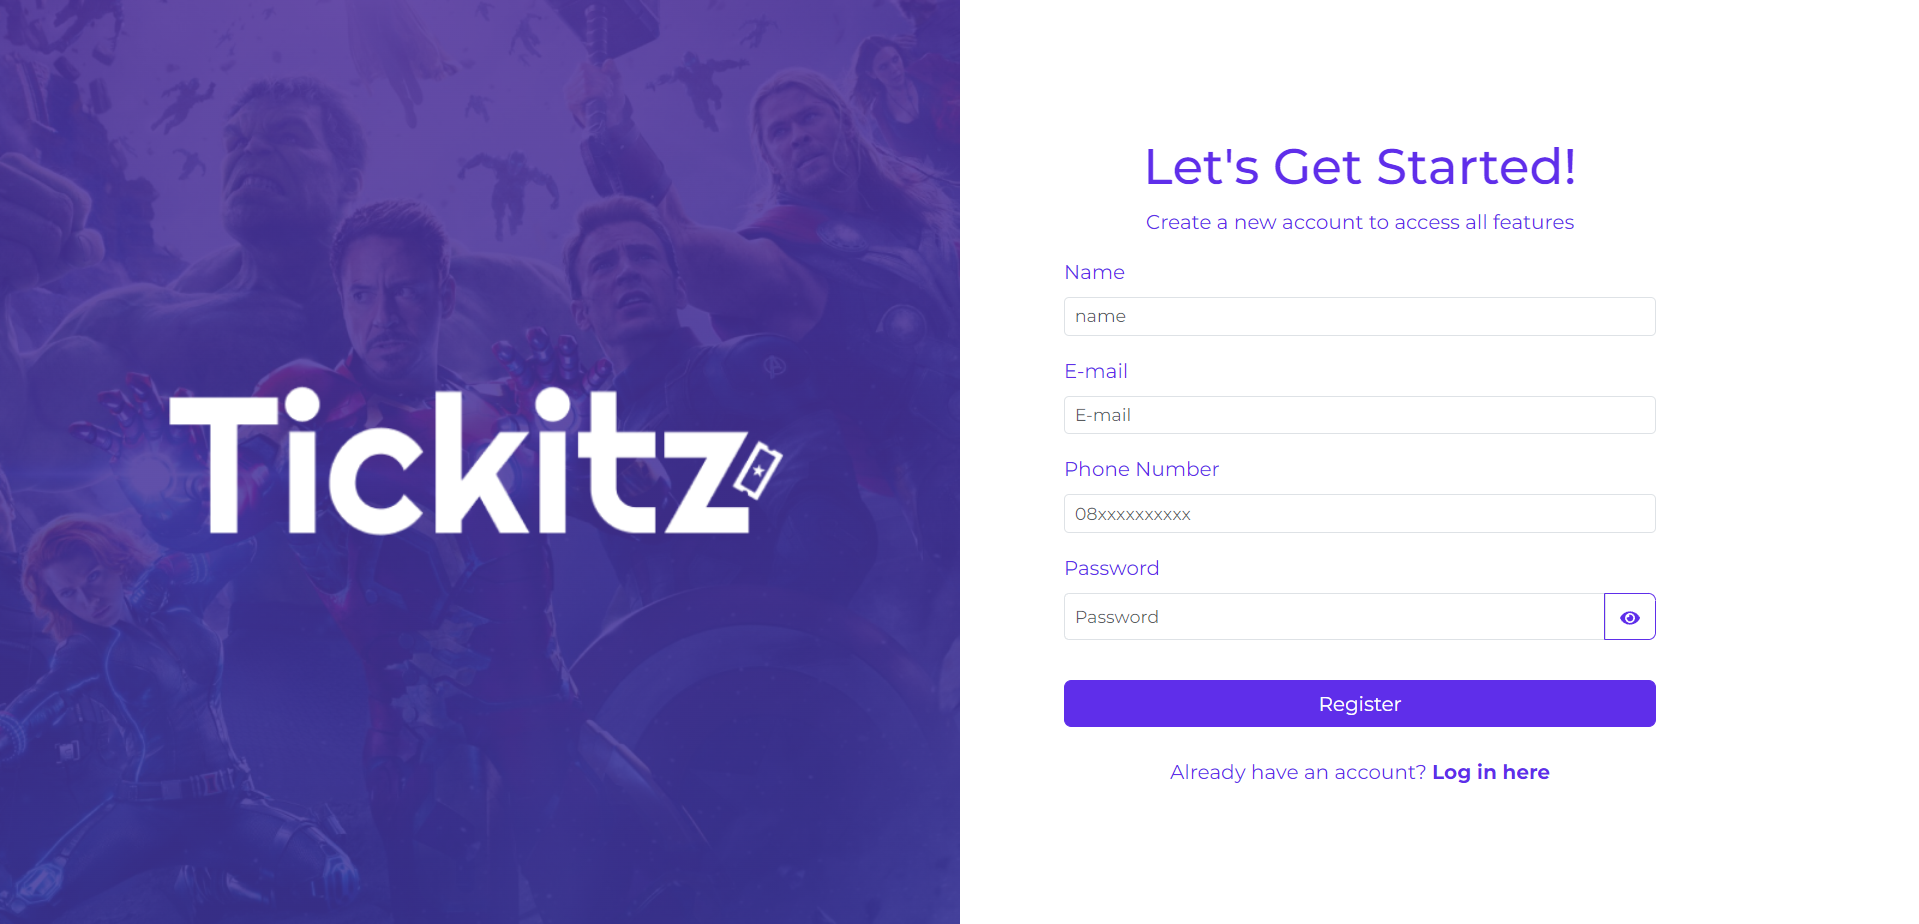 Tickitz
Let's Get Started!
Create a new account to access all features
Name
name
E-mail
E-mail
Phone Number
08xxxxxxxxxx
Password
Password
Register
Already have an account? Log in here